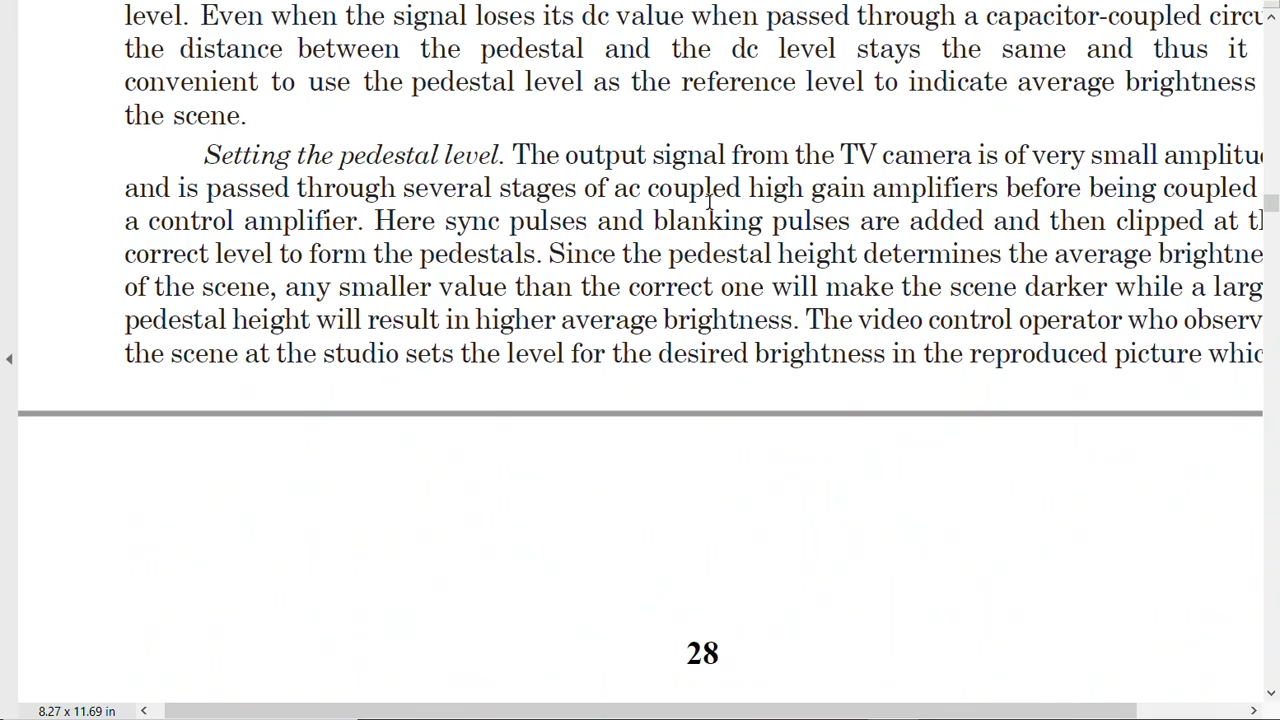 level. Even when the signal loses its dc value when passed through a capacitor-coupled circu
the distance between the pedestal and the dc level stays the same and thus it
convenient to use the pedestal level as the reference level to indicate average brightness
the scene.
Setting the pedestal level. The output signal from the TV camera is of very small amplitu
and is passed through several stages of ac coupled high gain amplifiers before being coupled
a control amplifier. Here sync pulses and blanking pulses are added and then clipped at t
correct level to form the pedestals. Since the pedestal height determines the average brightne
of the scene, any smaller value than the correct one will make the scene darker while a larg
pedestal height will result in higher average brightness. The video control operator who observ
the scene at the studio sets the level for the desired brightness in the reproduced picture whic
28
8.27 x 11.69 in